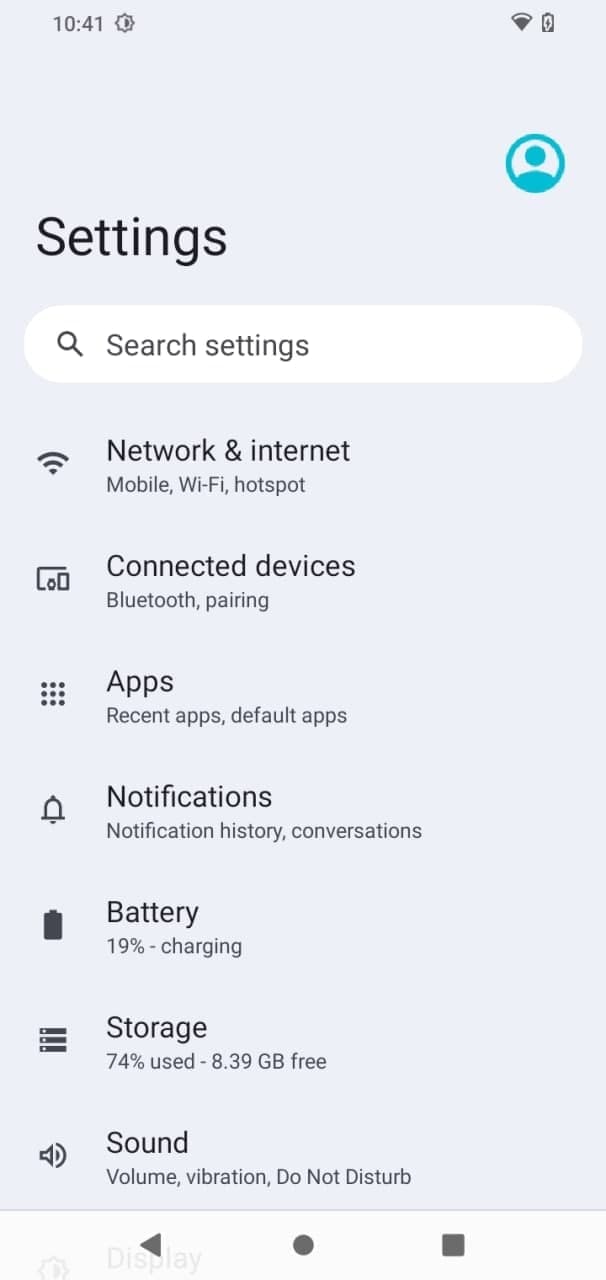 10:41
Settings
Search settings
Network & internet
Mobile, Wi-Fi, hotspot
Connected devices
Bluetooth, pairing
Apps
Recent apps, default apps
Notifications
Notification history, conversations
Battery
19% - charging
Storage
74% used - 8.39 GB free
Sound
Volume, vibration, Do Not Disturb
Display